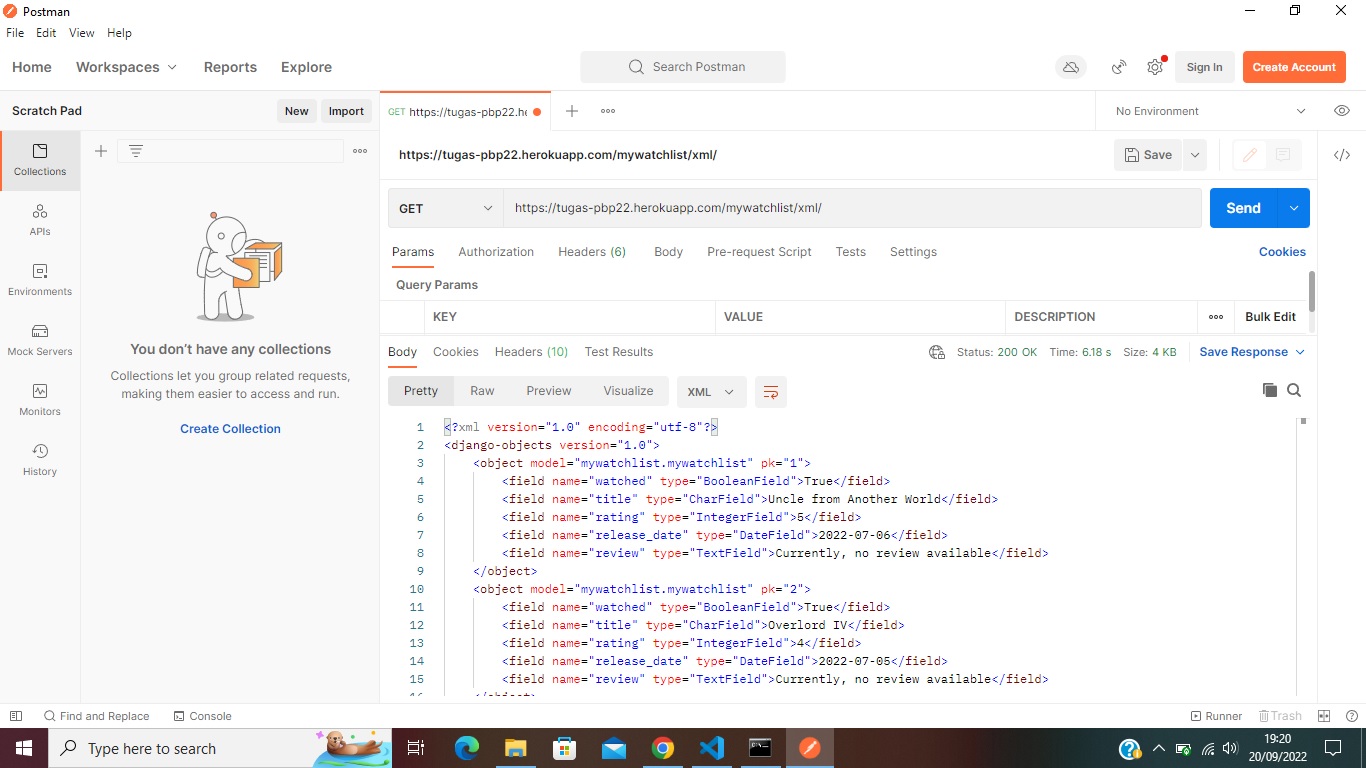 Postman
File Edit View Help
Home Workspaces Reports Explore Search Postman Sign In Create Account
Scratch Pad New Import GET https://tugas-pbp22.he No Environment
Collections
APIs
Environments
Mock Servers
Monitors
History
You don't have any collections
Collections let you group related requests,
making them easier to access and run.
Create Collection
https://tugas-pbp22.herokuapp.com/mywatchlist/xml/ Save
GET https://tugas-pbp22.herokuapp.com/mywatchlist/xml/ Send
Params Authorization Headers (6) Body Pre-request Script Tests Settings Cookies
Query Params
KEY VALUE DESCRIPTION Bulk Edit
Body Cookies Headers (10) Test Results Status: 200 OK Time: 6.18 s Size: 4 KB Save Response
Pretty Raw Preview Visualize XML
1 <?xml version="1.0" encoding="utf-8"?>
2 <django-objects version="1.0">
3 <object model="mywatchlist.mywatchlist" pk="1">
4 <field name="watched" type="BooleanField">True</field>
5 <field name="title" type="CharField">Uncle from Another World</field>
6 <field name="rating" type="IntegerField">5</field>
7 <field name="release_date" type="DateField">2022-07-06</field>
8 <field name="review" type="TextField">Currently, no review available</field>
9 </object>
10 <object model="mywatchlist.mywatchlist" pk="2">
11 <field name="watched" type="BooleanField">True</field>
12 <field name="title" type="CharField">Overlord IV</field>
13 <field name="rating" type="IntegerField">4</field>
14 <field name="release_date" type="DateField">2022-07-05</field>
15 <field name="review" type="TextField">Currently, no review available</field>
16 </object>
Find and Replace Console Runner Trash
Type here to search
19:20
20/09/2022